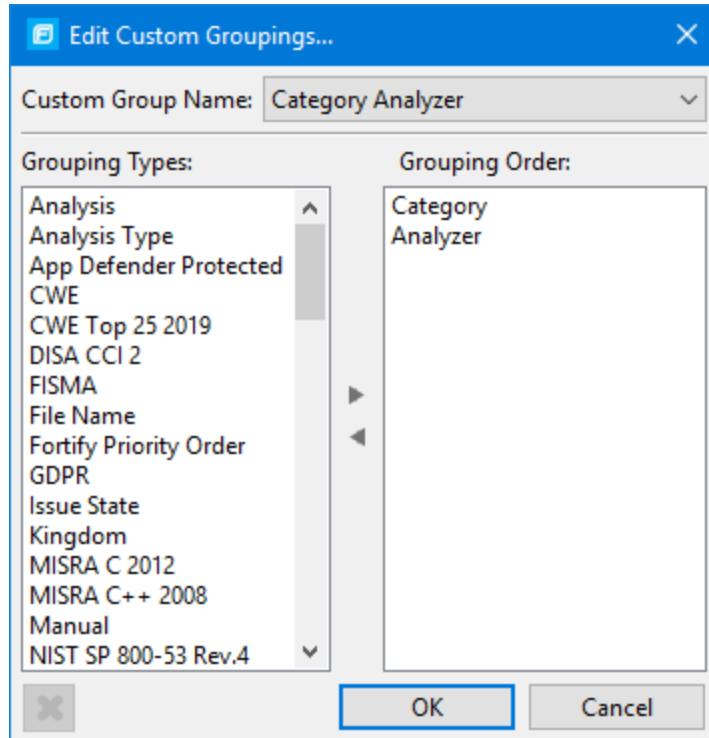 Edit Custom Groupings...
Custom Group Name: Category Analyzer
Grouping Types:
Analysis
Analysis Type
App Defender Protected
CWE
CWE Top 25 2019
DISA CCI 2
FISMA
File Name
Fortify Priority Order
GDPR
Issue State
Kingdom
MISRA C 2012
MISRA C++ 2008
Manual
NIST SP 800-53 Rev.4
Grouping Order:
Category
Analyzer
OK
Cancel